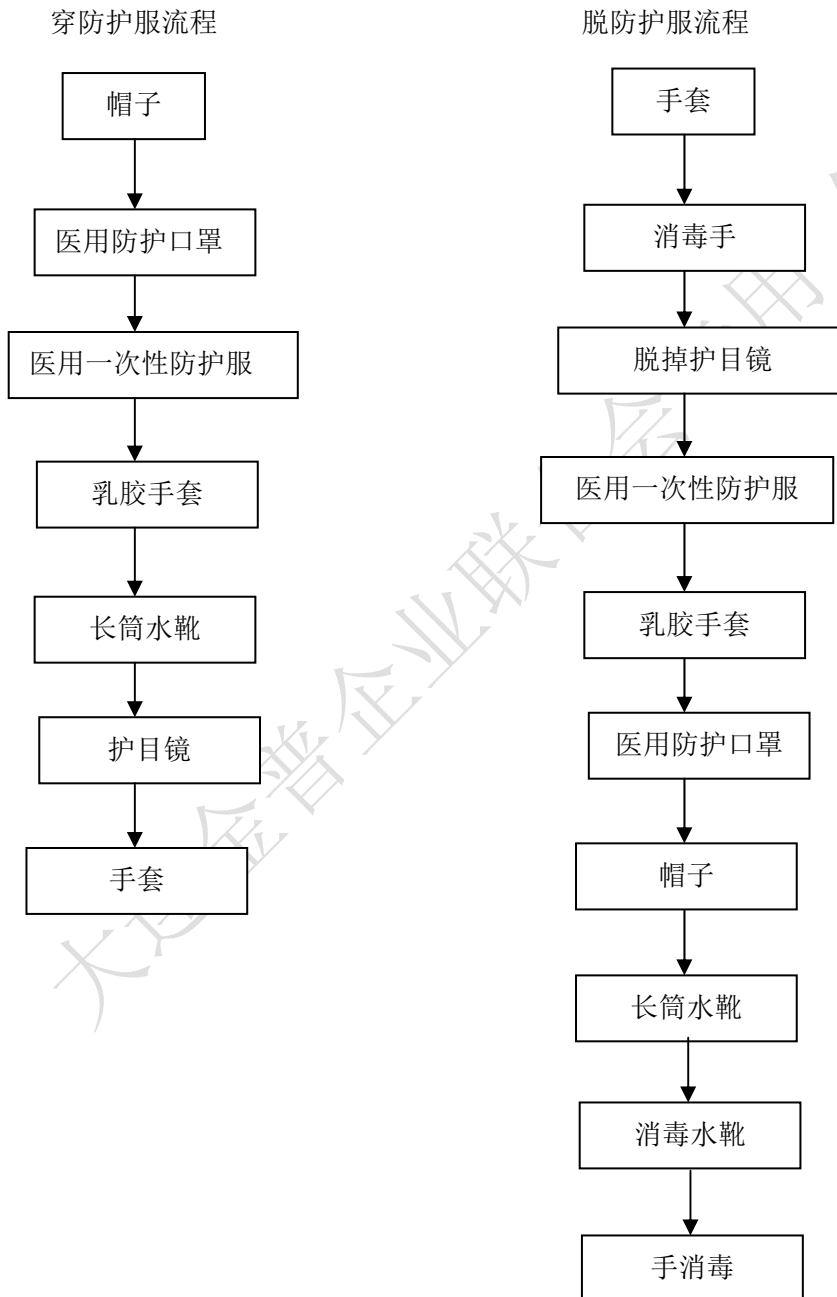 穿防护服流程
帽子
医用防护口罩
医用一次性防护服
乳胶手套
长筒水靴
护目镜
手套
脱防护服流程
手套
消毒手
脱掉护目镜
医用一次性防护服
乳胶手套
医用防护口罩
帽子
长筒水靴
消毒水靴
手消毒